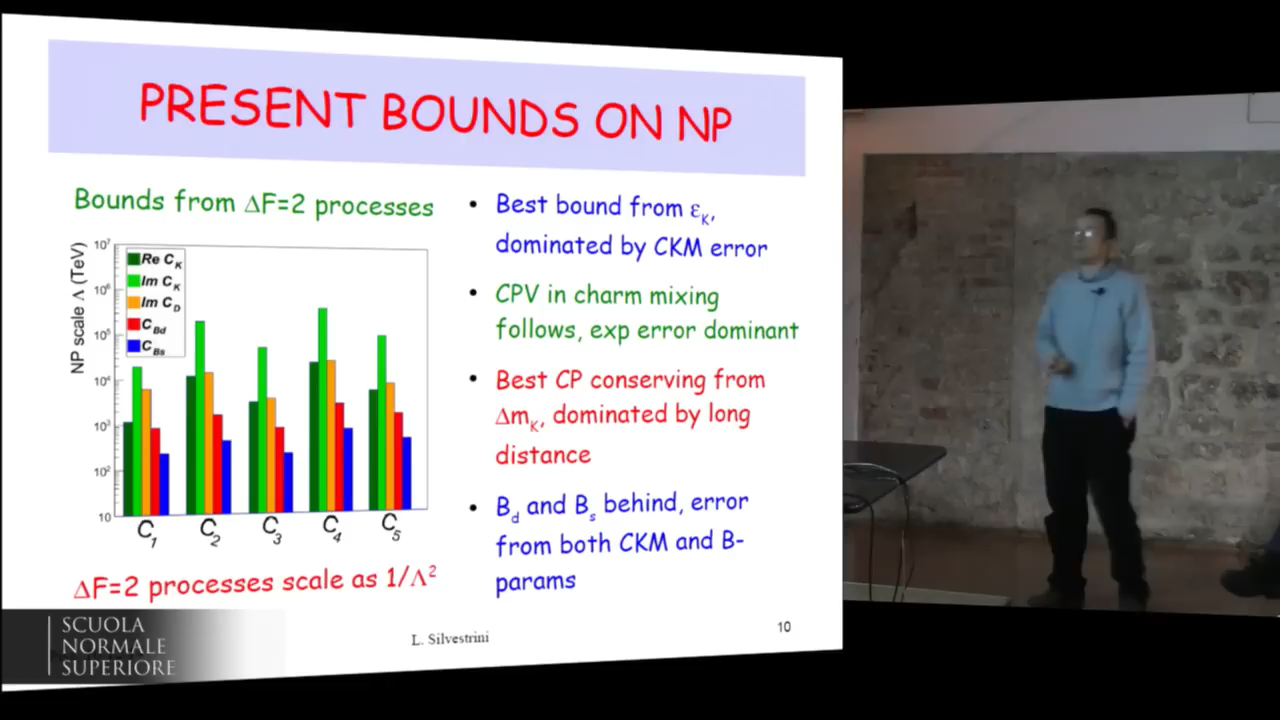 PRESENT BOUNDS ON NP
Bounds from ΔF=2 processes
NP scale Λ (TeV)
10⁷
10⁶
10⁵
10⁴
10³
10²
10
Re C_K
Im C_K
Im C_D
C_Bd
C_Bs
C₁
C₂
C₃
C₄
C₅
ΔF=2 processes scale as 1/Λ²
• Best bound from ε_K,
dominated by CKM error
• CPV in charm mixing
follows, exp error dominant
• Best CP conserving from
Δm_K, dominated by long
distance
• B_d and B_s behind, error
from both CKM and B-
params
L. Silvestrini
10
SCUOLA
NORMALE
SUPERIORE